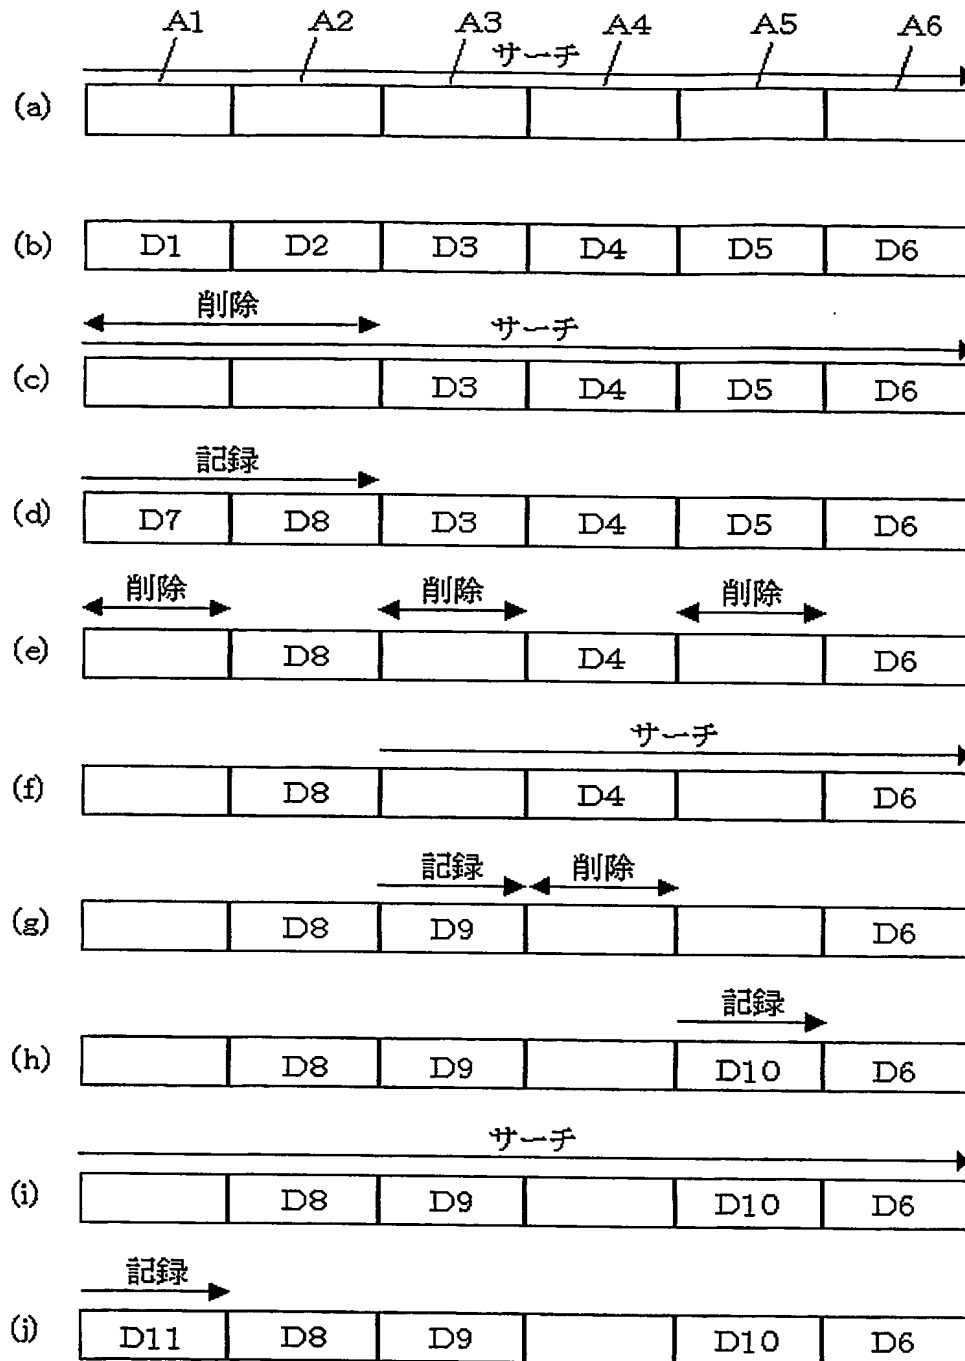 A1 A2 A3 A4 A5 A6
サーチ
(a)
(b) D1 D2 D3 D4 D5 D6
削除 サーチ
(c) D3 D4 D5 D6
記録
(d) D7 D8 D3 D4 D5 D6
削除 削除 削除
(e) D8 D4 D6
サーチ
(f) D8 D4 D6
記録 削除
(g) D8 D9 D6
記録
(h) D8 D9 D10 D6
サーチ
(i) D8 D9 D10 D6
記録
(j) D11 D8 D9 D10 D6